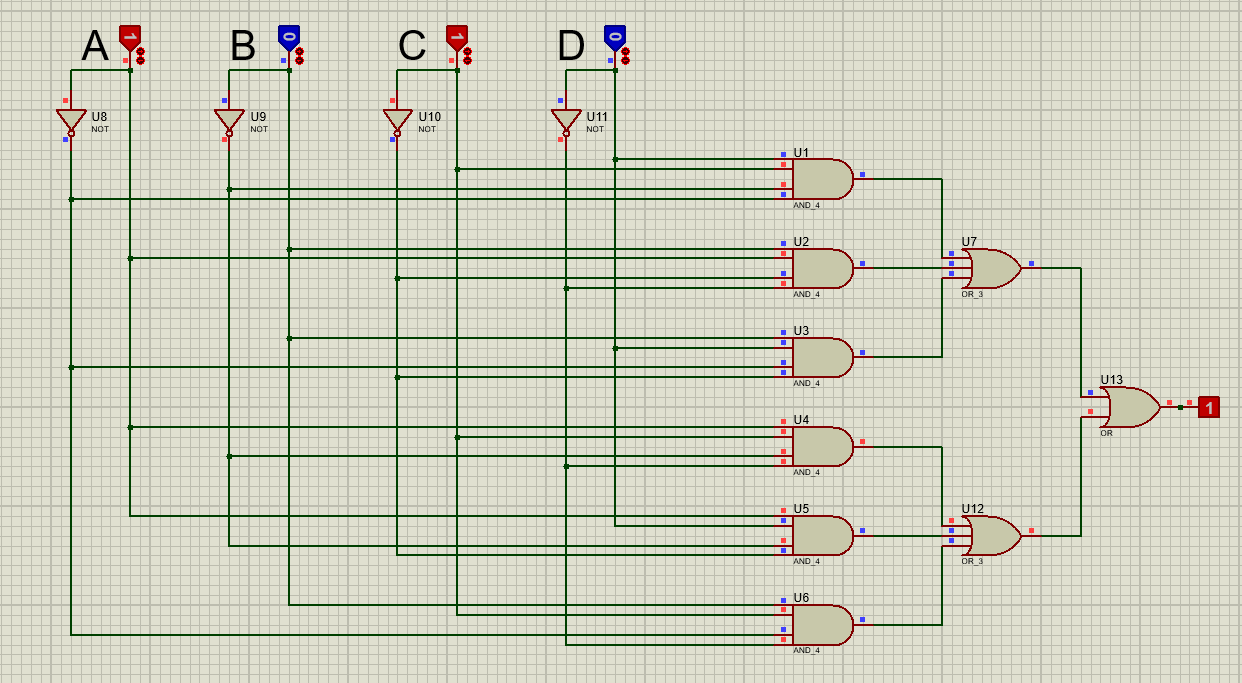 A 1 B 0 C 1 D 0
U8
NOT
U9
NOT
U10
NOT
U11
NOT
U1
AND_4
U2
AND_4
U7
OR_3
U3
AND_4
U13
OR
1
U4
AND_4
U5
AND_4
U12
OR_3
U6
AND_4